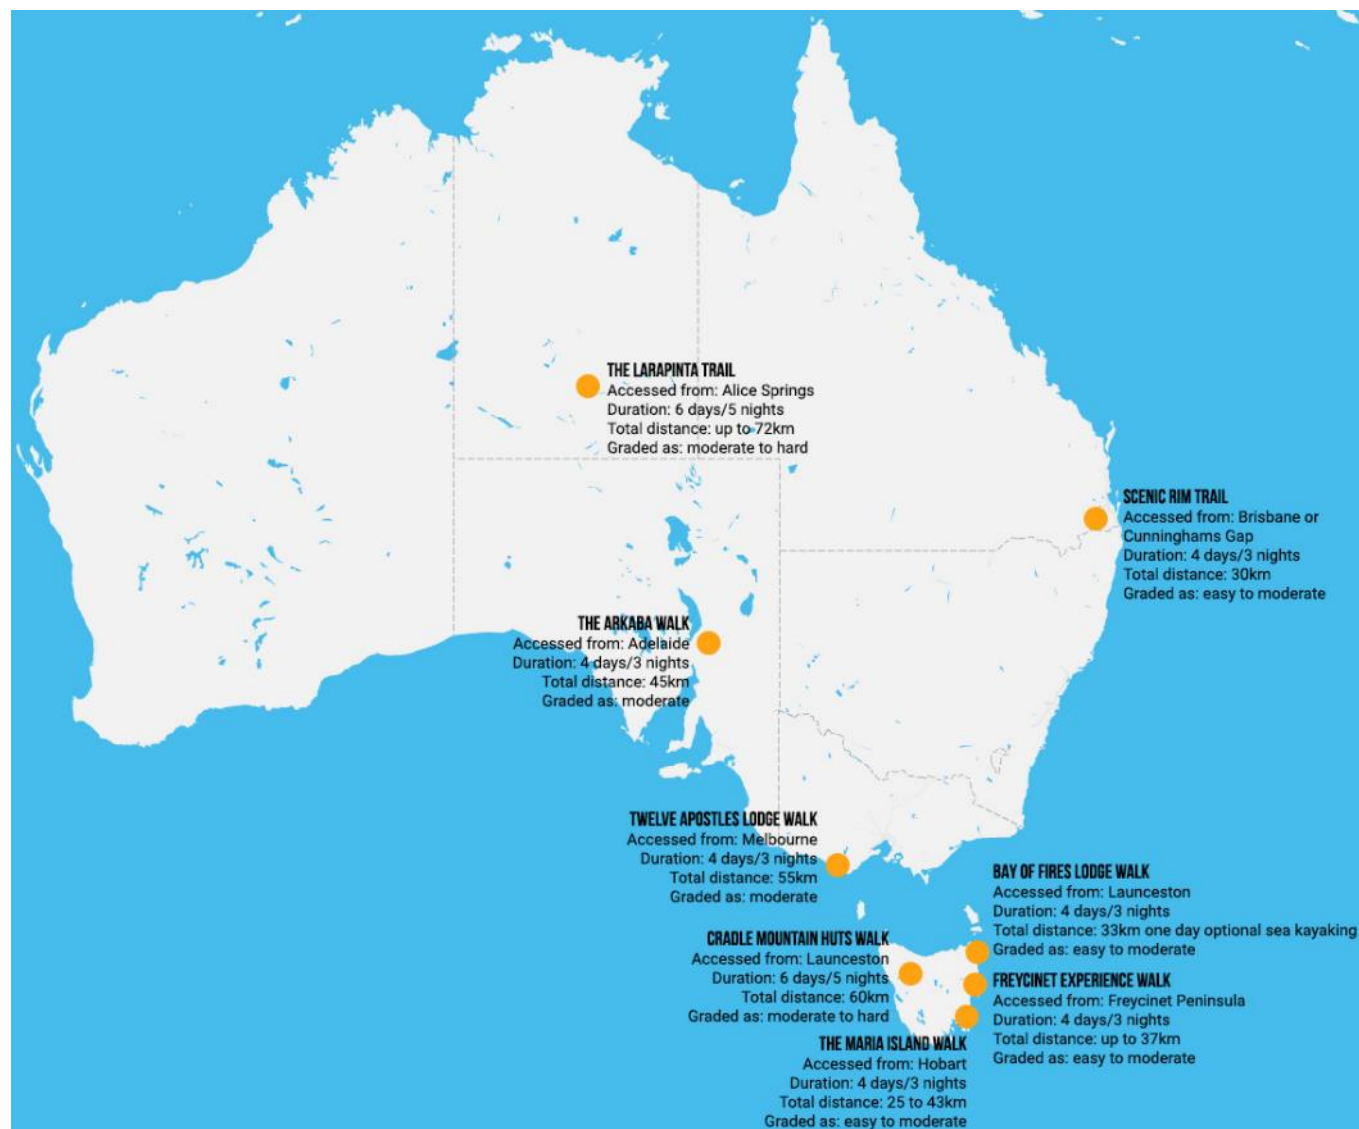 THE LARAPINTA TRAIL
Accessed from: Alice Springs
Duration: 6 days/5 nights
Total distance: up to 72km
Graded as: moderate to hard
SCENIC RIM TRAIL
Accessed from: Brisbane or
Cunninghams Gap
Duration: 4 days/3 nights
Total distance: 30km
Graded as: easy to moderate
THE ARKABA WALK
Accessed from: Adelaide
Duration: 4 days/3 nights
Total distance: 45km
Graded as: moderate
TWELVE APOSTLES LODGE WALK
Accessed from: Melbourne
Duration: 4 days/3 nights
Total distance: 55km
Graded as: moderate
BAY OF FIRES LODGE WALK
Accessed from: Launceston
Duration: 4 days/3 nights
Total distance: 33km one day optional sea kayaking
Graded as: easy to moderate
CRADLE MOUNTAIN HUTS WALK
Accessed from: Launceston
Duration: 6 days/5 nights
Total distance: 60km
Graded as: moderate to hard
FREYCINET EXPERIENCE WALK
Accessed from: Freycinet Peninsula
Duration: 4 days/3 nights
Total distance: up to 37km
Graded as: easy to moderate
THE MARIA ISLAND WALK
Accessed from: Hobart
Duration: 4 days/3 nights
Total distance: 25 to 43km
Graded as: easy to moderate